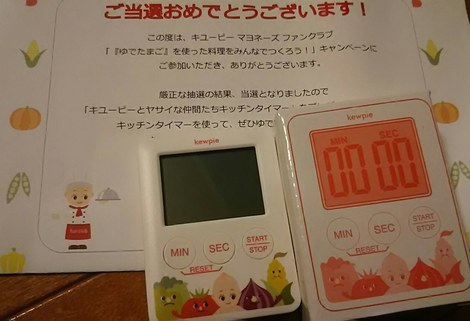 ご当選おめでとうございます！
この度は、キユーピー マヨネーズ ファンクラブ
「『ゆでたまご』を使った料理をみんなでつくろう！」キャンペーンに
ご参加いただき、ありがとうございます。
厳正な抽選の結果、当選となりましたので
「キユーピーとヤサイな仲間たちキッチンタイマー
キッチンタイマーを使って、ぜひゆで
kewpie
MIN SEC START STOP
RESET
kewpie
MIN SEC
00 00
MIN SEC START STOP
RESET